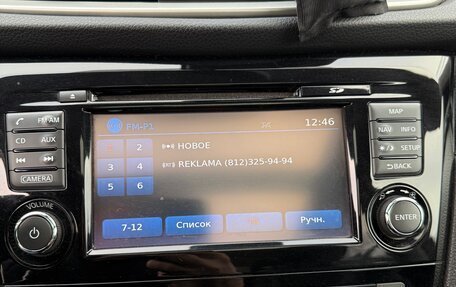 SD
FM-AM
CD AUX
CAMERA
VOLUME
FM-P1
12:46
2
НОВОЕ
3 4
REKLAMA (812)325-94-94
5 6
7-12
Список
Ручн.
MAP
NAV INFO
SETUP
BACK
ENTER